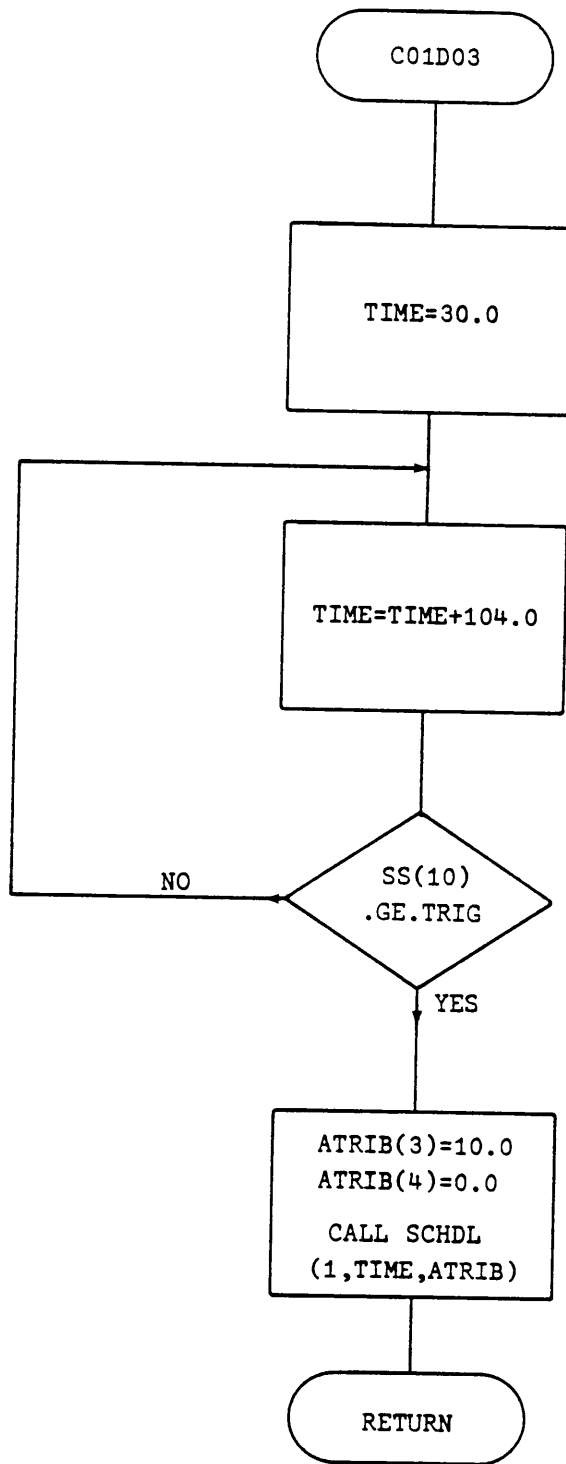 C01D03
TIME=30.0
TIME=TIME+104.0
SS(10)
.GE.TRIG
NO
YES
ATRIB(3)=10.0
ATRIB(4)=0.0
CALL SCHDL
(1,TIME,ATRIB)
RETURN